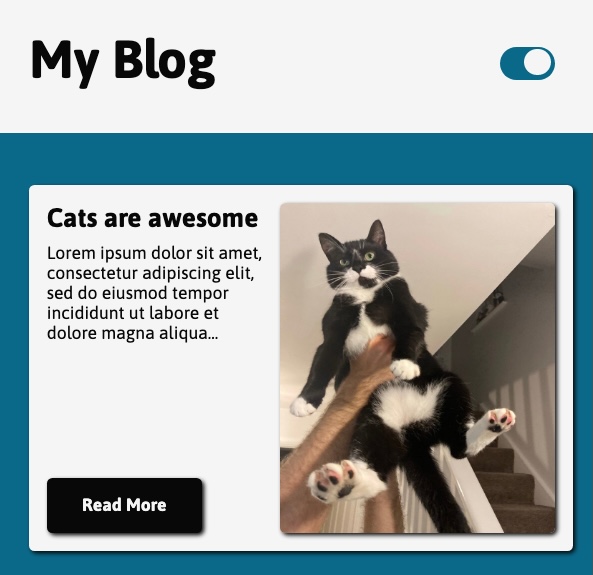 My Blog
Cats are awesome
Lorem ipsum dolor sit amet,
consectetur adipiscing elit,
sed do eiusmod tempor
incididunt ut labore et
dolore magna aliqua...
Read More